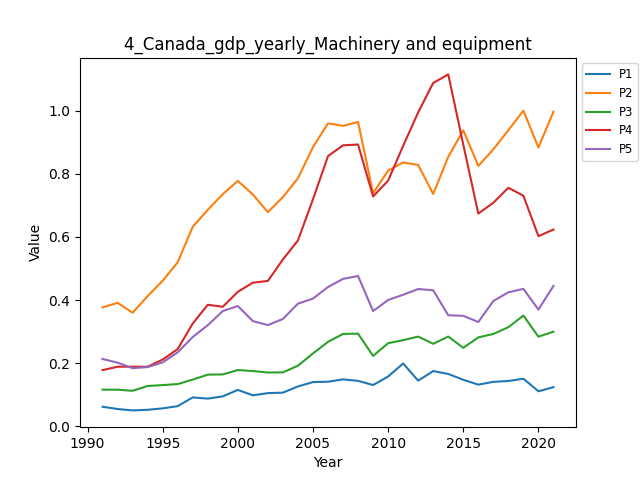 4_Canada_gdp_yearly_Machinery and equipment
P1
P2
P3
P4
P5
1.0
0.8
0.6
0.4
0.2
0.0
Value
1990 1995 2000 2005 2010 2015 2020
Year